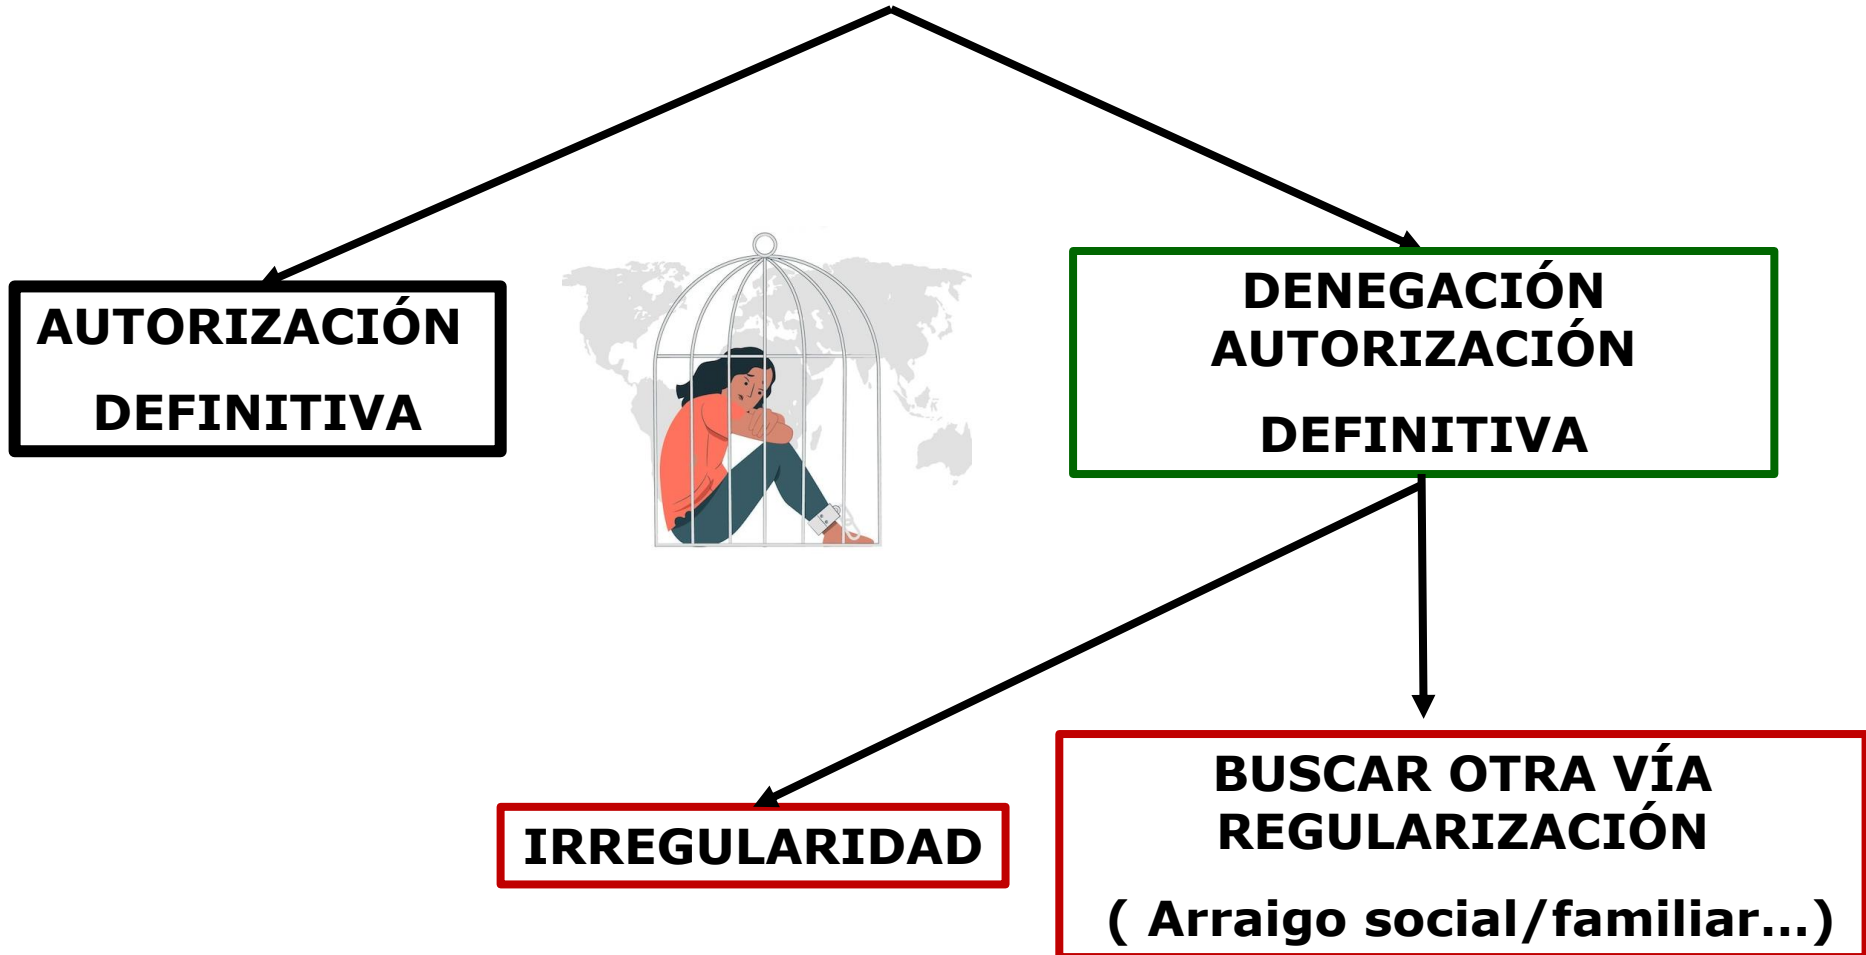 AUTORIZACIÓN
DEFINITIVA
DENEGACIÓN
AUTORIZACIÓN
DEFINITIVA
IRREGULARIDAD
BUSCAR OTRA VÍA
REGULARIZACIÓN
( Arraigo social/familiar...)